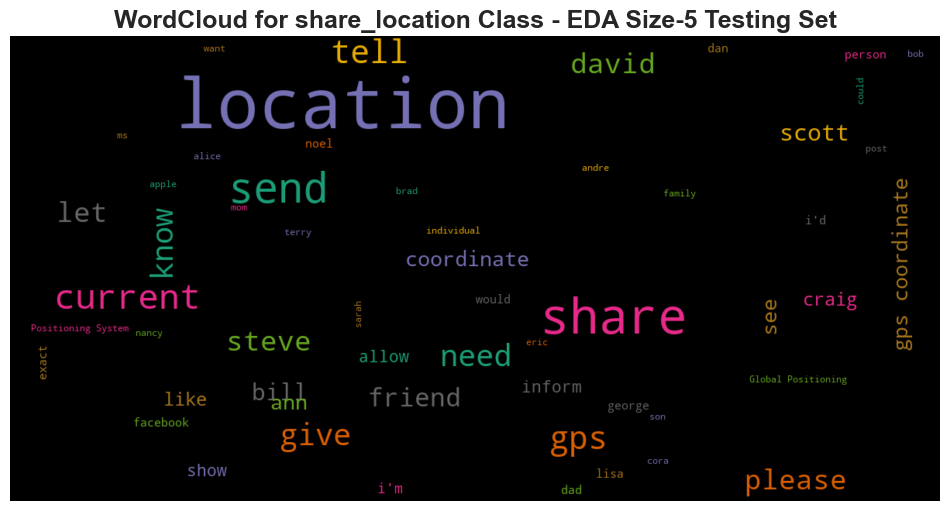 WordCloud for share_location Class - EDA Size-5 Testing Set
want
tell
dan
person
bob
david
location
could
scott
ms
noel
post
alice
andre
apple
send
brad
family
mom
let
know
i'd
terry
individual
gps coordinate
coordinate
current
would
share
see
craig
sarah
Positioning System
nancy
steve
eric
allow
need
exact
Global Positioning
bill
friend
inform
like
ann
george
facebook
son
give
gps
show
cora
lisa
please
i'm
dad